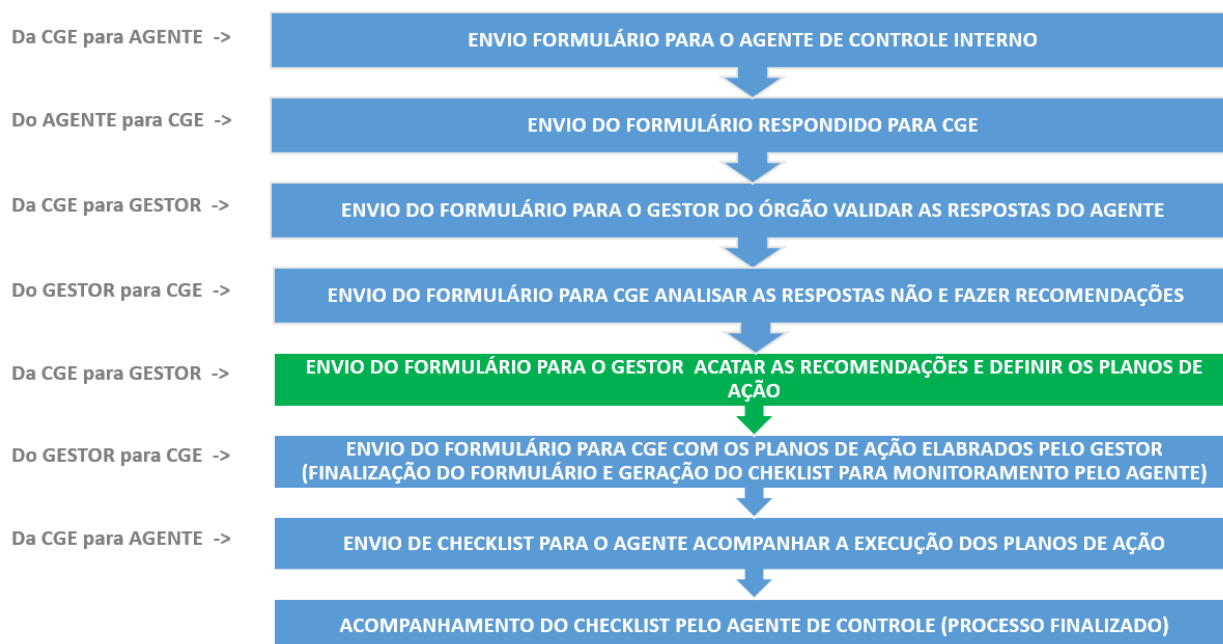 Da CGE para AGENTE ->
ENVIO FORMULÁRIO PARA O AGENTE DE CONTROLE INTERNO
Do AGENTE para CGE ->
ENVIO DO FORMULÁRIO RESPONDIDO PARA CGE
Da CGE para GESTOR ->
ENVIO DO FORMULÁRIO PARA O GESTOR DO ÓRGÃO VALIDAR AS RESPOSTAS DO AGENTE
Do GESTOR para CGE ->
ENVIO DO FORMULÁRIO PARA CGE ANALISAR AS RESPOSTAS NÃO E FAZER RECOMENDAÇÕES
Da CGE para GESTOR ->
ENVIO DO FORMULÁRIO PARA O GESTOR ACATAR AS RECOMENDAÇÕES E DEFINIR OS PLANOS DE
AÇÃO
Do GESTOR para CGE ->
ENVIO DO FORMULÁRIO PARA CGE COM OS PLANOS DE AÇÃO ELABRADOS PELO GESTOR
(FINALIZAÇÃO DO FORMULÁRIO E GERAÇÃO DO CHEKLIST PARA MONITORAMENTO PELO AGENTE)
Da CGE para AGENTE ->
ENVIO DE CHECKLIST PARA O AGENTE ACOMPANHAR A EXECUÇÃO DOS PLANOS DE AÇÃO
ACOMPANHAMENTO DO CHECKLIST PELO AGENTE DE CONTROLE (PROCESSO FINALIZADO)